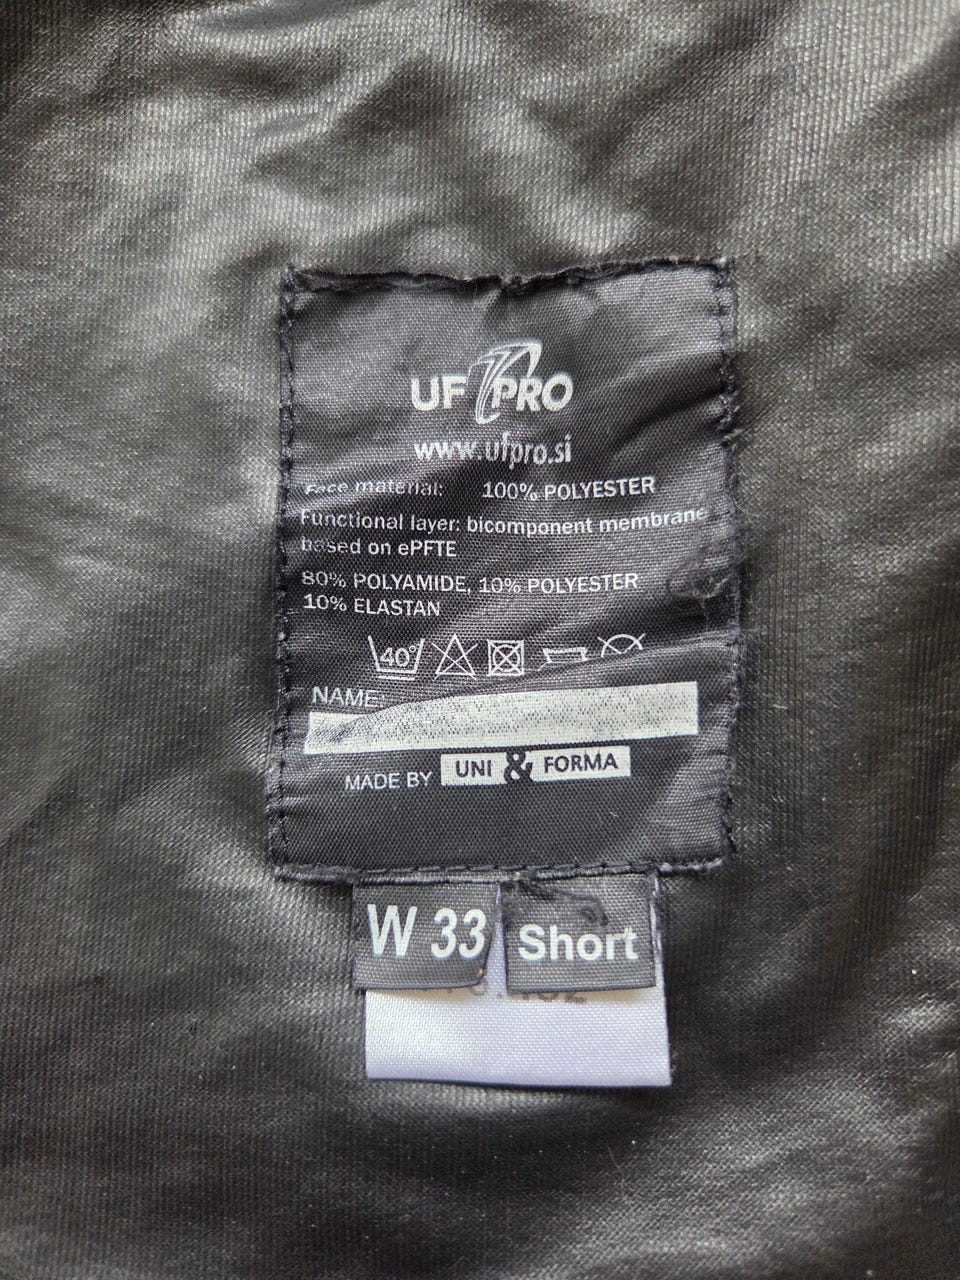 UF PRO
www.ufpro.si
Face material: 100% POLYESTER
Functional layer: bicomponent membrane
based on ePFTE
80% POLYAMIDE, 10% POLYESTER
10% ELASTAN
40°
NAME:
MADE BY UNI & FORMA
W 33 Short